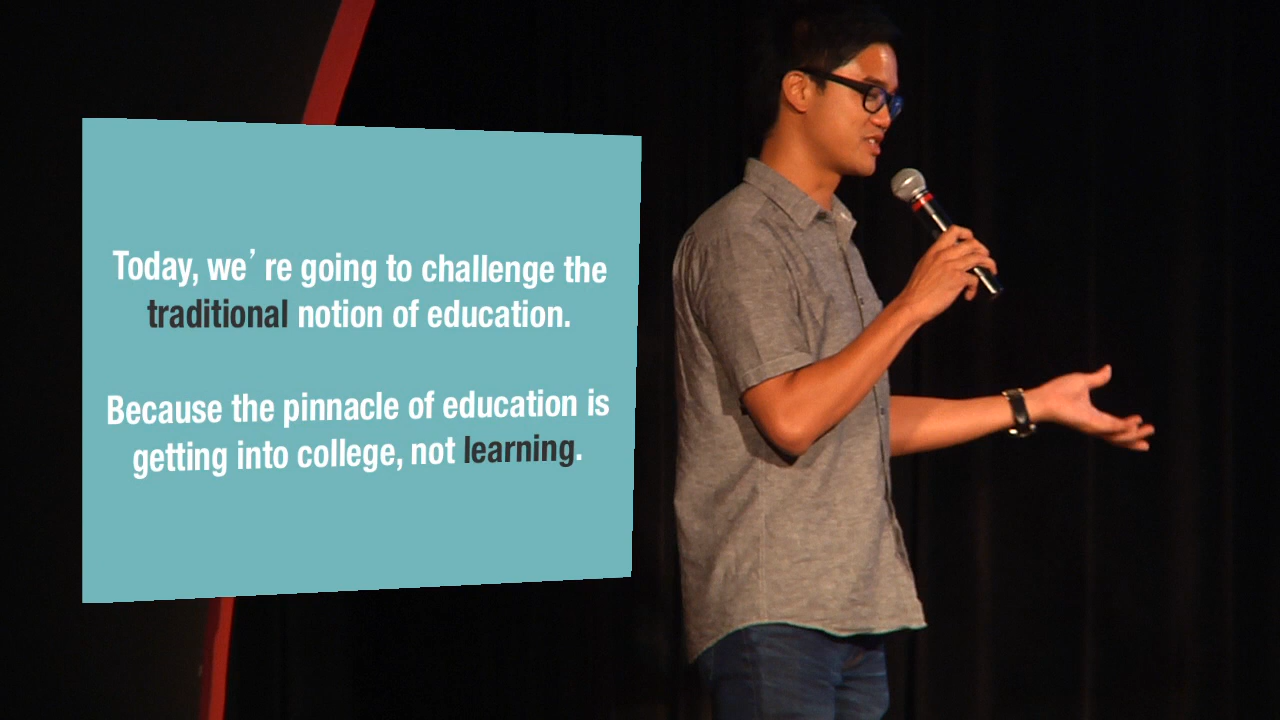 Today, we’ re going to challenge the
traditional notion of education.
Because the pinnacle of education is
getting into college, not learning.